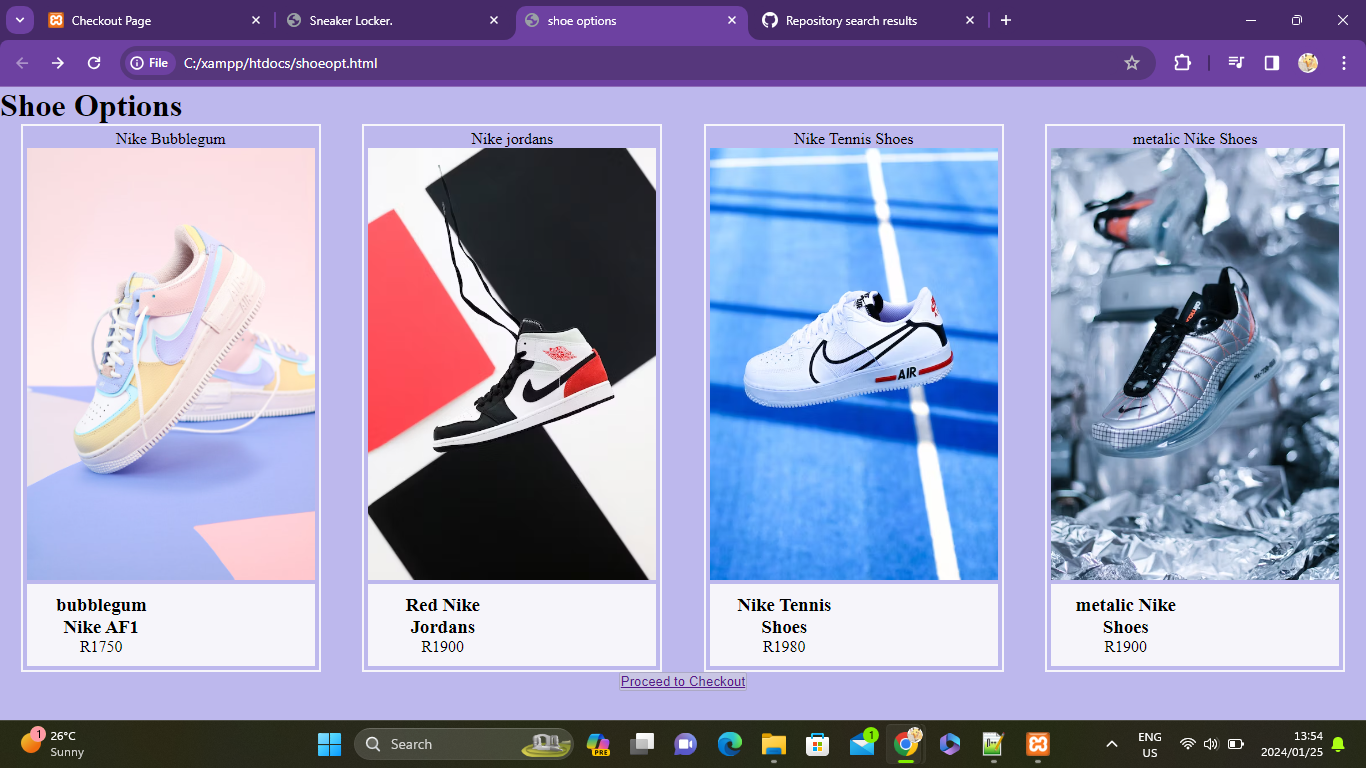 Checkout Page
Sneaker Locker.
shoe options
Repository search results
File
C:/xampp/htdocs/shoeopt.html
Shoe Options
Nike Bubblegum
Nike jordans
Nike Tennis Shoes
metalic Nike Shoes
AIR
bubblegum
Nike AF1
R1750
Red Nike
Jordans
R1900
Nike Tennis
Shoes
R1980
metalic Nike
Shoes
R1900
Proceed to Checkout
1
26°C
Sunny
Search
PRE
1
ENG
US
13:54
2024/01/25